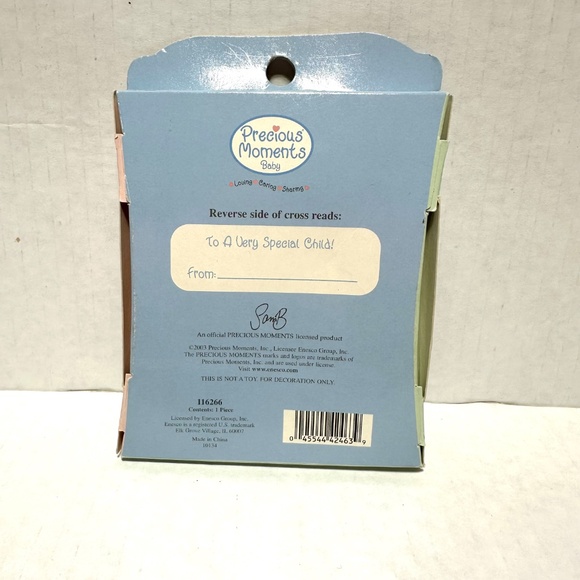 Precious
Moments
Baby
Loving Caring Sharing
Reverse side of cross reads:
To A Very Special Child!
From:
SamB
An official PRECIOUS MOMENTS licensed product
©2003 Precious Moments, Inc., Licensee Enesco Group, Inc.
The PRECIOUS MOMENTS marks and logos are trademarks of
Precious Moments, Inc. and are used under license.
Visit www.enesco.com
THIS IS NOT A TOY. FOR DECORATION ONLY.
116266
Contents: 1 Piece
Licensed by Enesco Group, Inc.
Enesco is a registered U.S. trademark
Elk Grove Village, IL 60007
Made in China
0 45544 42463 9